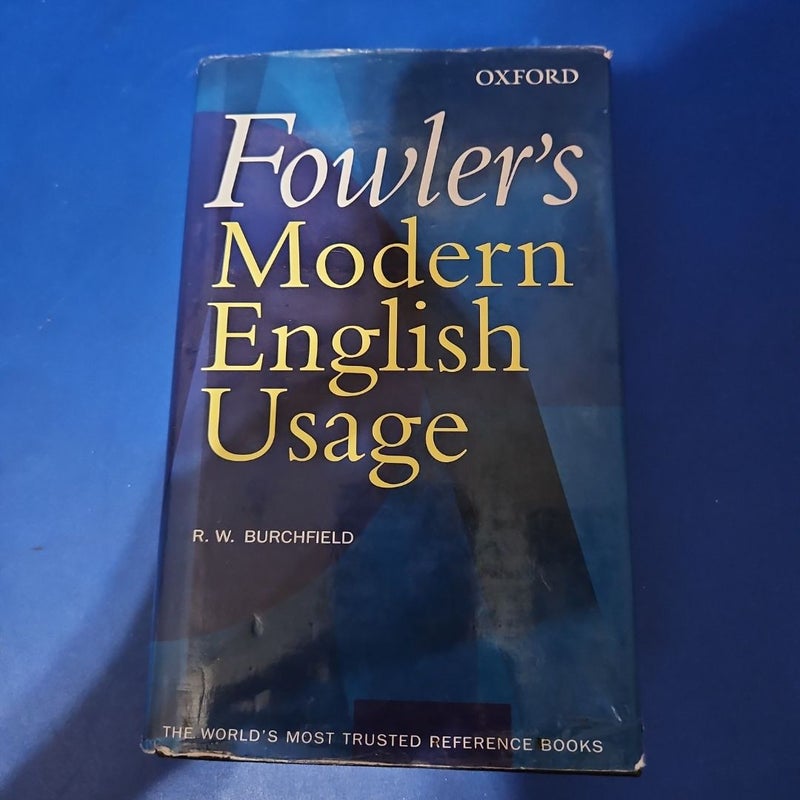 OXFORD
Fowler's
Modern
English
Usage
R. W. BURCHFIELD
THE WORLD'S MOST TRUSTED REFERENCE BOOKS